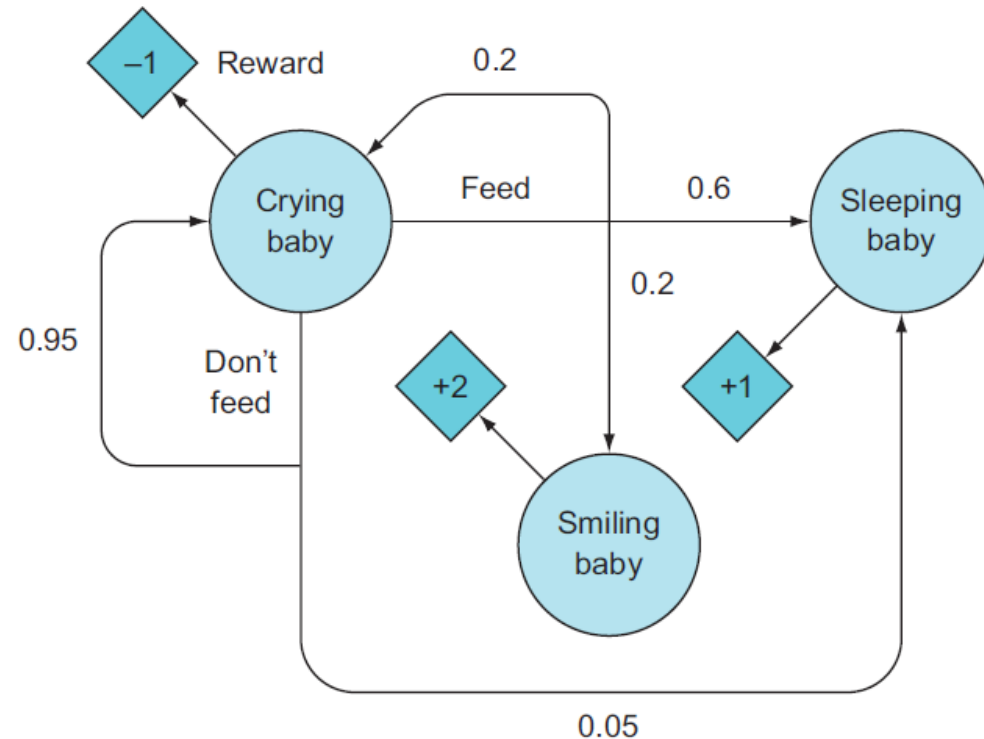 –1
Reward
0.2
Crying
baby
Feed
0.6
Sleeping
baby
0.2
0.95
Don’t
feed
+2
+1
Smiling
baby
0.05